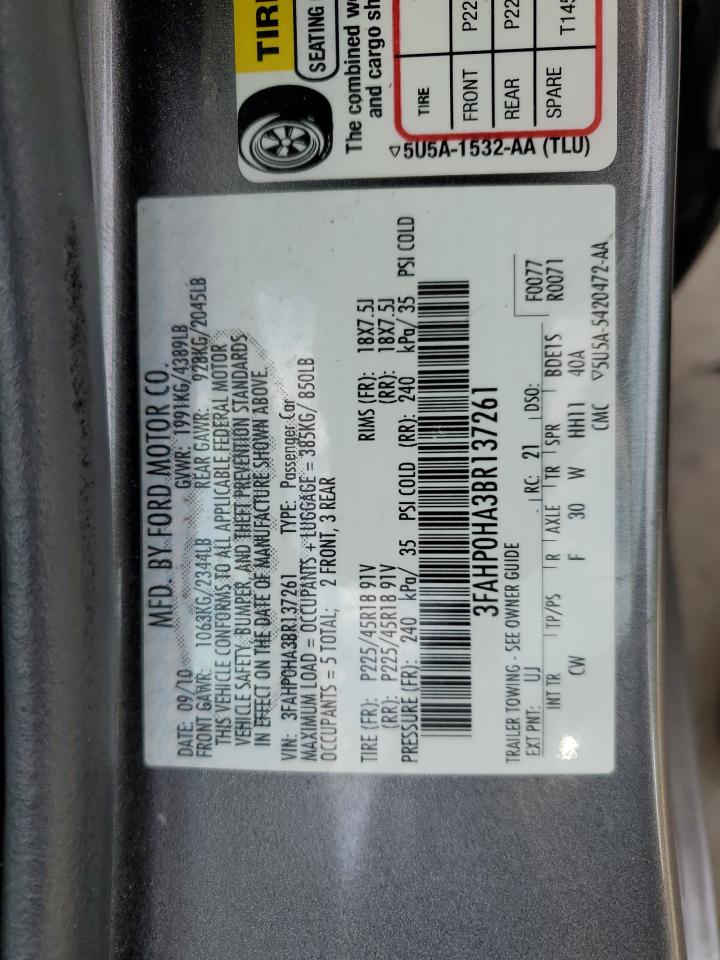 TIRE
SEATING
The combined we
and cargo sh
TIRE
FRONT P22
REAR P22
SPARE T145
▽5U5A-1532-AA (TLU)
MFD. BY FORD MOTOR CO.
DATE: 09/10 GVWR: 1991KG/4389LB
FRONT GAWR: 1063KG/2344LB REAR GAWR: 928KG/2045LB
THIS VEHICLE CONFORMS TO ALL APPLICABLE FEDERAL MOTOR
VEHICLE SAFETY, BUMPER, AND THEFT PREVENTION STANDARDS
IN EFFECT ON THE DATE OF MANUFACTURE SHOWN ABOVE.
VIN: 3FAHP0HA3BR137261 TYPE: Passenger Car
MAXIMUM LOAD = OCCUPANTS + LUGGAGE = 385KG/ 850LB
OCCUPANTS = 5 TOTAL; 2 FRONT, 3 REAR
TIRE (FR): P225/45R18 91V RIMS (FR): 18X7.5J
(RR): P225/45R18 91V (RR): 18X7.5J
PRESSURE (FR): 240 kPa/ 35 PSI COLD (RR): 240 kPa/ 35 PSI COLD
3FAHP0HA3BR137261
TRAILER TOWING - SEE OWNER GUIDE F0077
EXT PNT: UJ RC: 21 DSO: R0071
INT TR TP/PS R AXLE TR SPR BDE1S
CW F 30 W HH11 40A
CMC ▽5U5A-5420472-AA